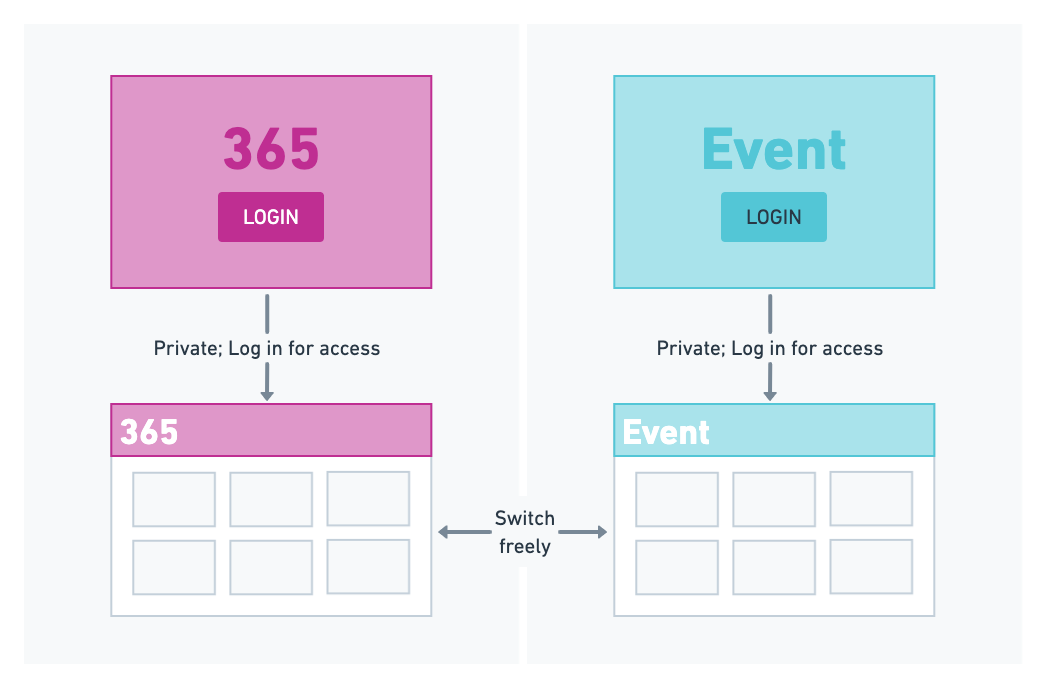 365
LOGIN
Private; Log in for access
365
Event
LOGIN
Private; Log in for access
Event
Switch
freely